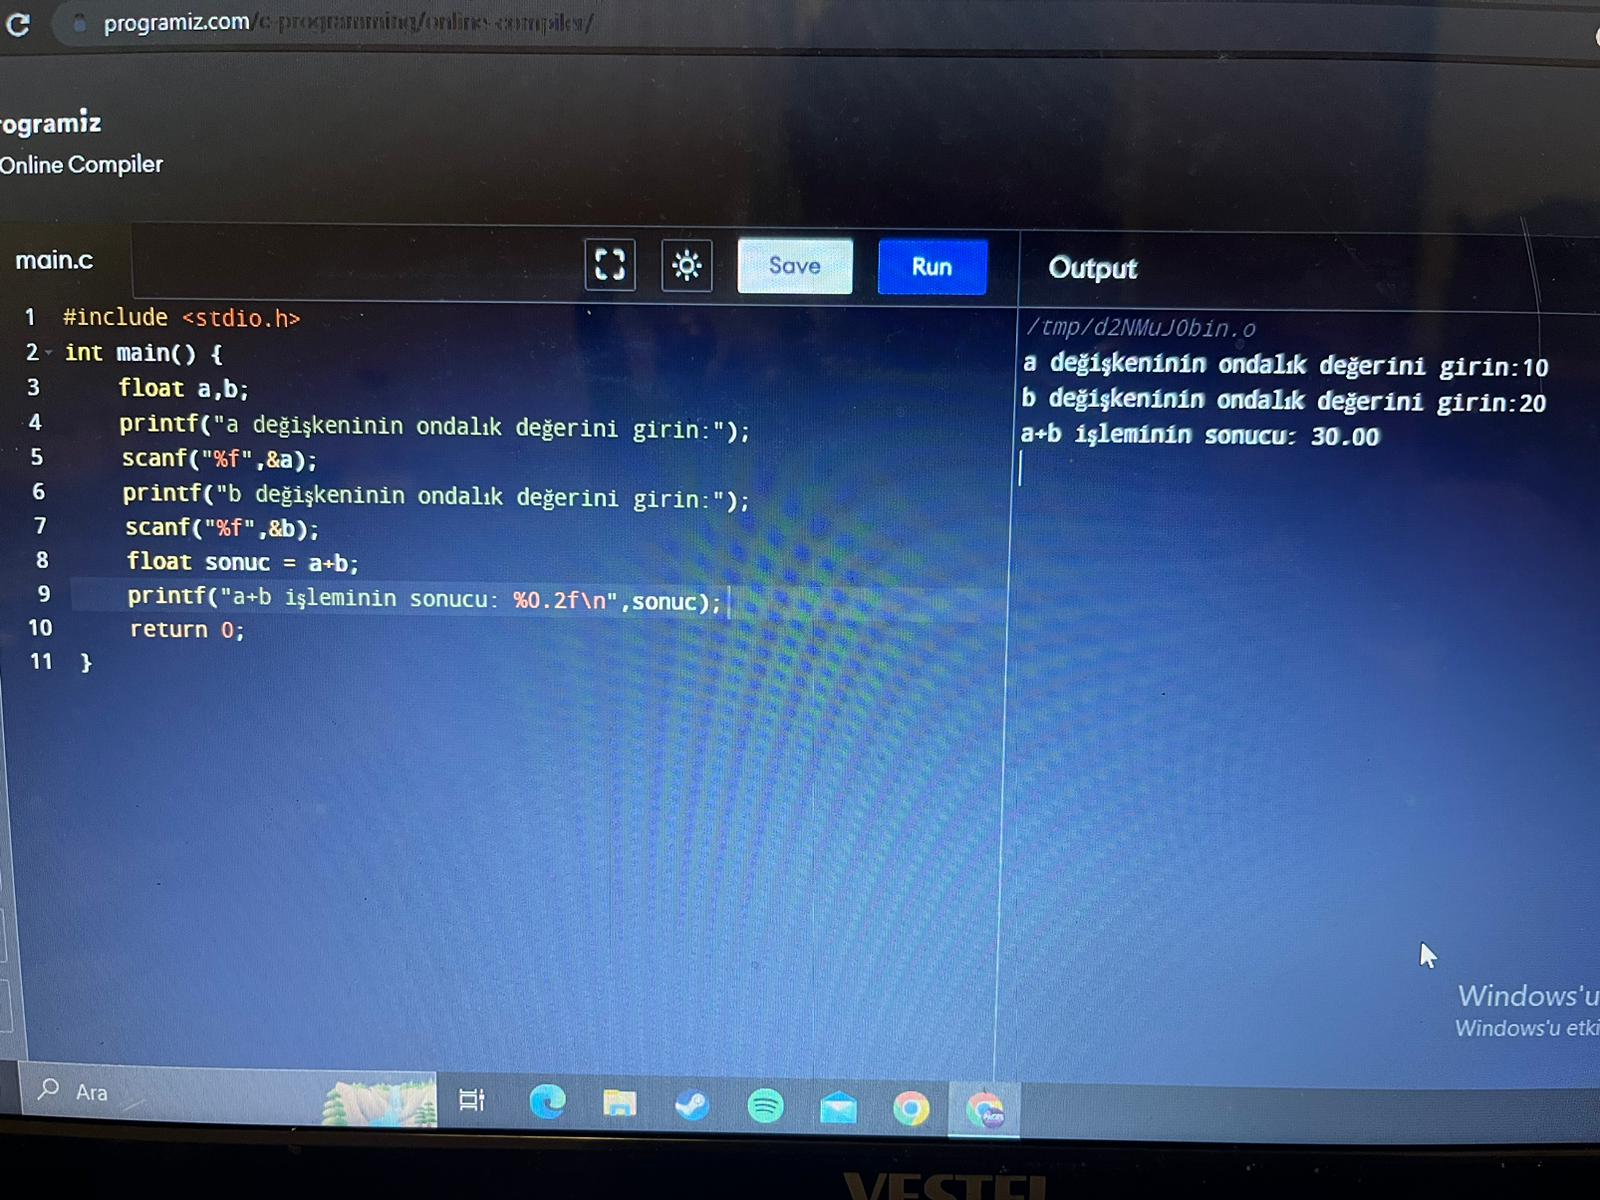 programiz.com/c-programming/online-compiler/
rogramiz
Online Compiler
main.c
Save
Run
Output
1 #include <stdio.h>
2 int main() {
3 float a,b;
4 printf("a değişkeninin ondalık değerini girin:");
5 scanf("%f",&a);
6 printf("b değişkeninin ondalık değerini girin:");
7 scanf("%f",&b);
8 float sonuc = a+b;
9 printf("a+b işleminin sonucu: %0.2f\n",sonuc);
10 return 0;
11 }
/tmp/d2NMuJ0bin.o
a değişkeninin ondalık değerini girin:10
b değişkeninin ondalık değerini girin:20
a+b işleminin sonucu: 30.00
Windows'u
Windows'u etki
Ara
VESTEL